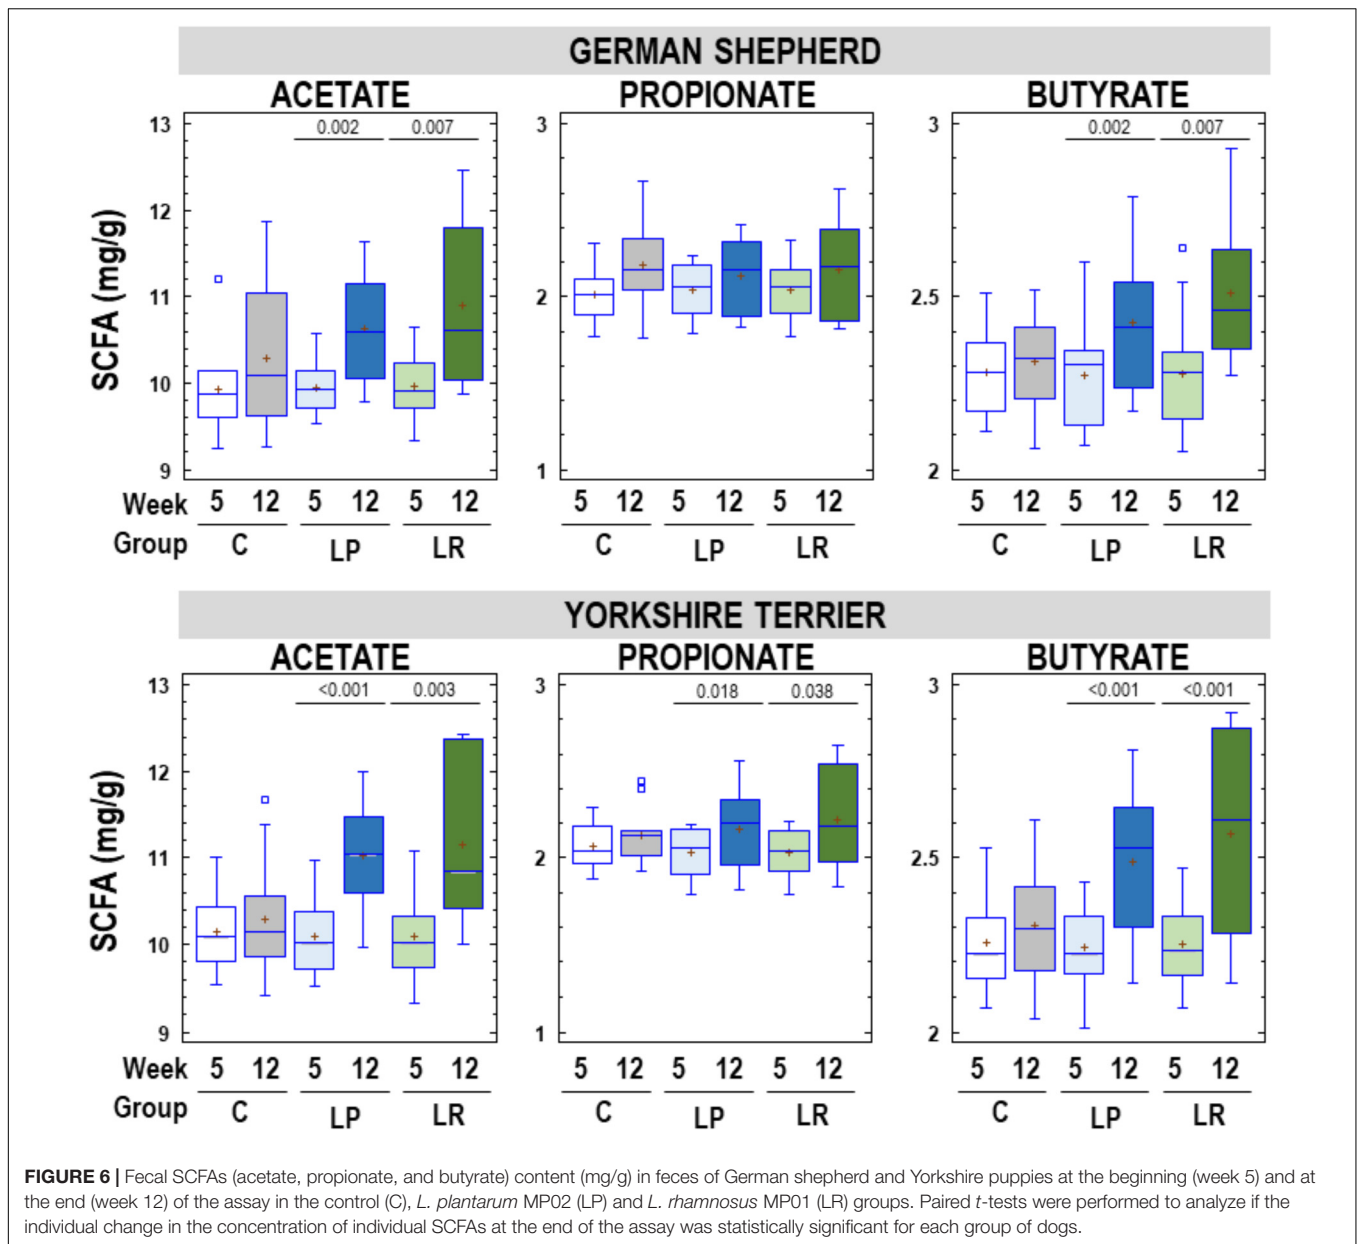 GERMAN SHEPHERD
ACETATE PROPIONATE BUTYRATE
0.002 0.007 0.002 0.007
13 3 3
12
11 2 2.5
10
9 1 2
SCFA (mg/g)
Week 5 12 5 12 5 12 5 12 5 12 5 12 5 12 5 12 5 12
Group C LP LR C LP LR C LP LR
YORKSHIRE TERRIER
ACETATE PROPIONATE BUTYRATE
<0.001 0.003 0.018 0.038 <0.001 <0.001
13 3 3
12
11 2 2.5
10
9 1 2
SCFA (mg/g)
Week 5 12 5 12 5 12 5 12 5 12 5 12 5 12 5 12 5 12
Group C LP LR C LP LR C LP LR
FIGURE 6 | Fecal SCFAs (acetate, propionate, and butyrate) content (mg/g) in feces of German shepherd and Yorkshire puppies at the beginning (week 5) and at
the end (week 12) of the assay in the control (C), L. plantarum MP02 (LP) and L. rhamnosus MP01 (LR) groups. Paired t-tests were performed to analyze if the
individual change in the concentration of individual SCFAs at the end of the assay was statistically significant for each group of dogs.